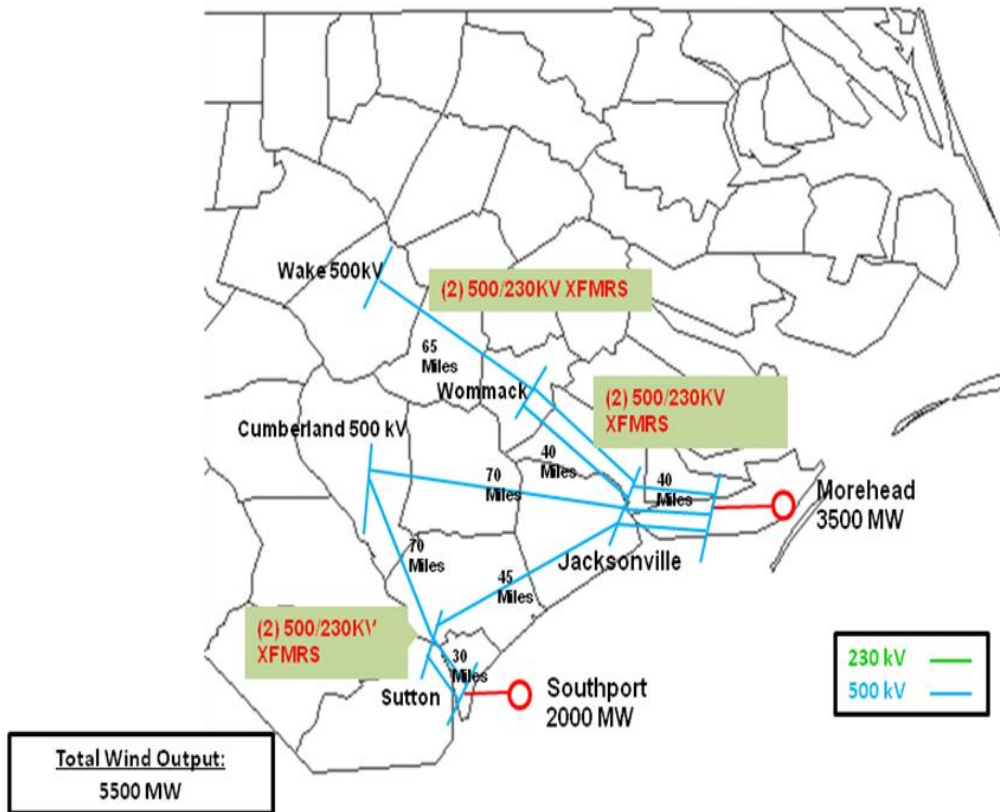 Wake 500kV
(2) 500/230KV XFMRS
65
Miles
Wommack
(2) 500/230KV
XFMRS
Cumberland 500 kV
40
Miles
70
Miles
40
Miles
Morehead
3500 MW
Jacksonville
70
Miles
45
Miles
(2) 500/230KV
XFMRS
30
Miles
Sutton
Southport
2000 MW
230 kV
500 kV
Total Wind Output:
5500 MW